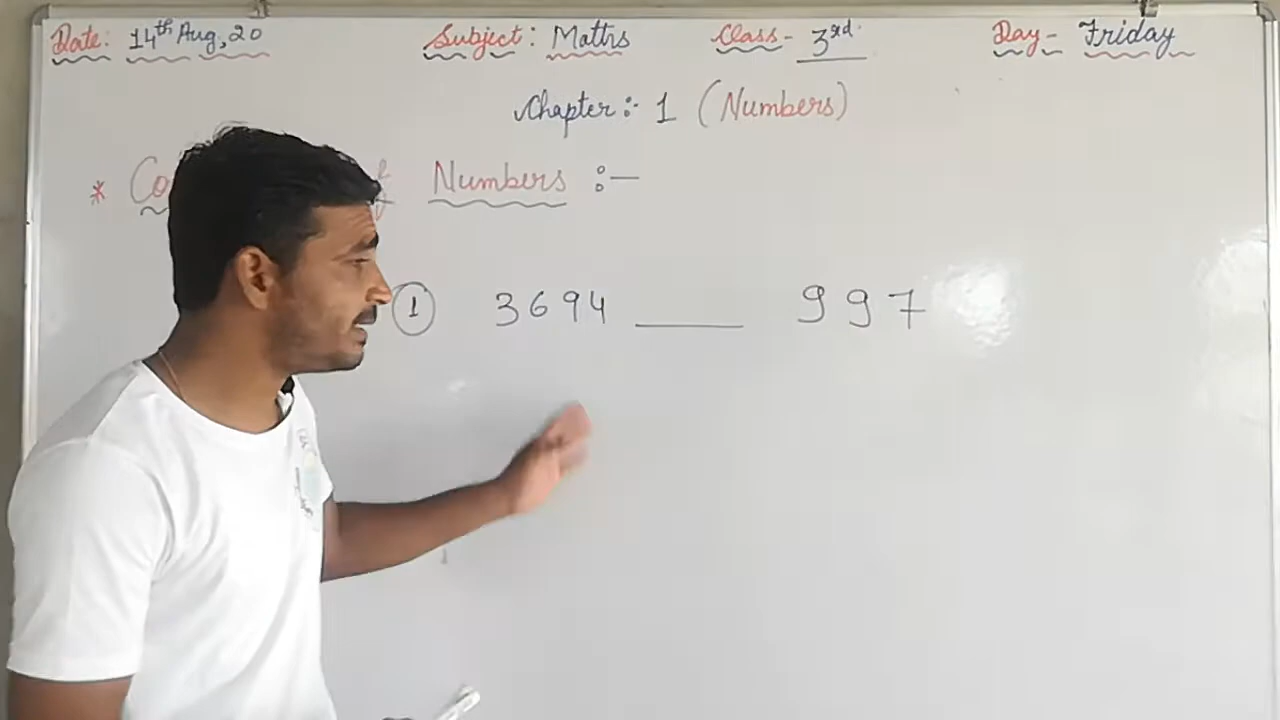 Date: 14th Aug, 20 Subject: Maths Class- 3rd. Day- Friday
Chapter:- 1 (Numbers)
* Numbers :-
1 3694 ____ 997